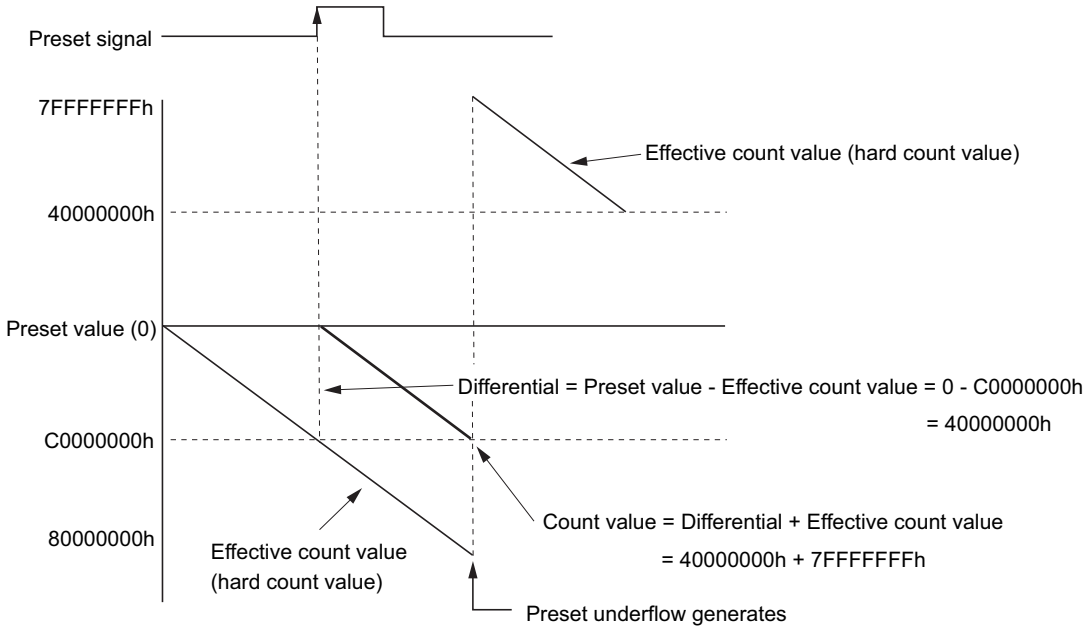 Preset signal
7FFFFFFFh
Effective count value (hard count value)
40000000h
Preset value (0)
Differential = Preset value - Effective count value = 0 - C0000000h
= 40000000h
C0000000h
Count value = Differential + Effective count value
= 40000000h + 7FFFFFFFh
80000000h
Effective count value
(hard count value)
Preset underflow generates